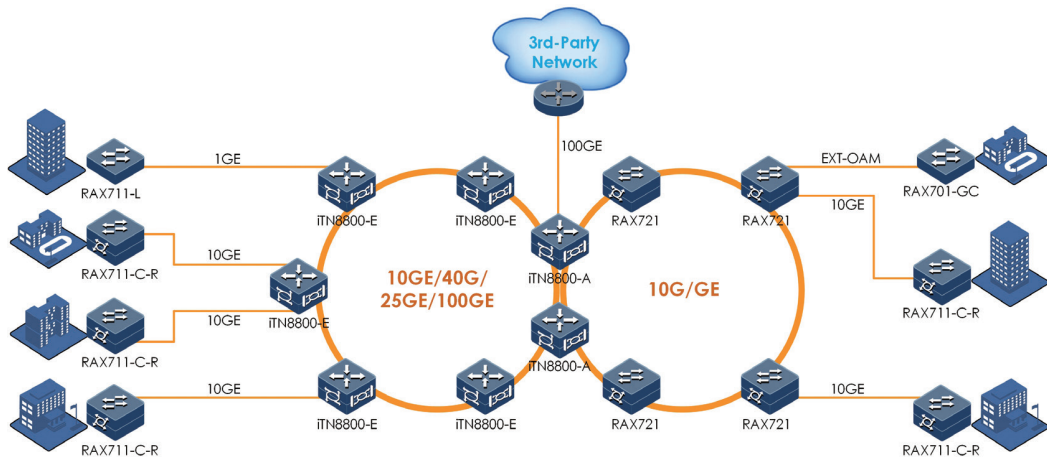 3rd-Party
Network
100GE
1GE
RAX711-L
iTN8800-E
iTN8800-E
RAX721
RAX721
EXT-OAM
RAX701-GC
10GE
10GE
RAX711-C-R
iTN8800-E
10GE/40G/
25GE/100GE
iTN8800-A
10G/GE
RAX711-C-R
10GE
RAX711-C-R
iTN8800-A
10GE
RAX711-C-R
iTN8800-E
iTN8800-E
RAX721
RAX721
10GE
RAX711-C-R